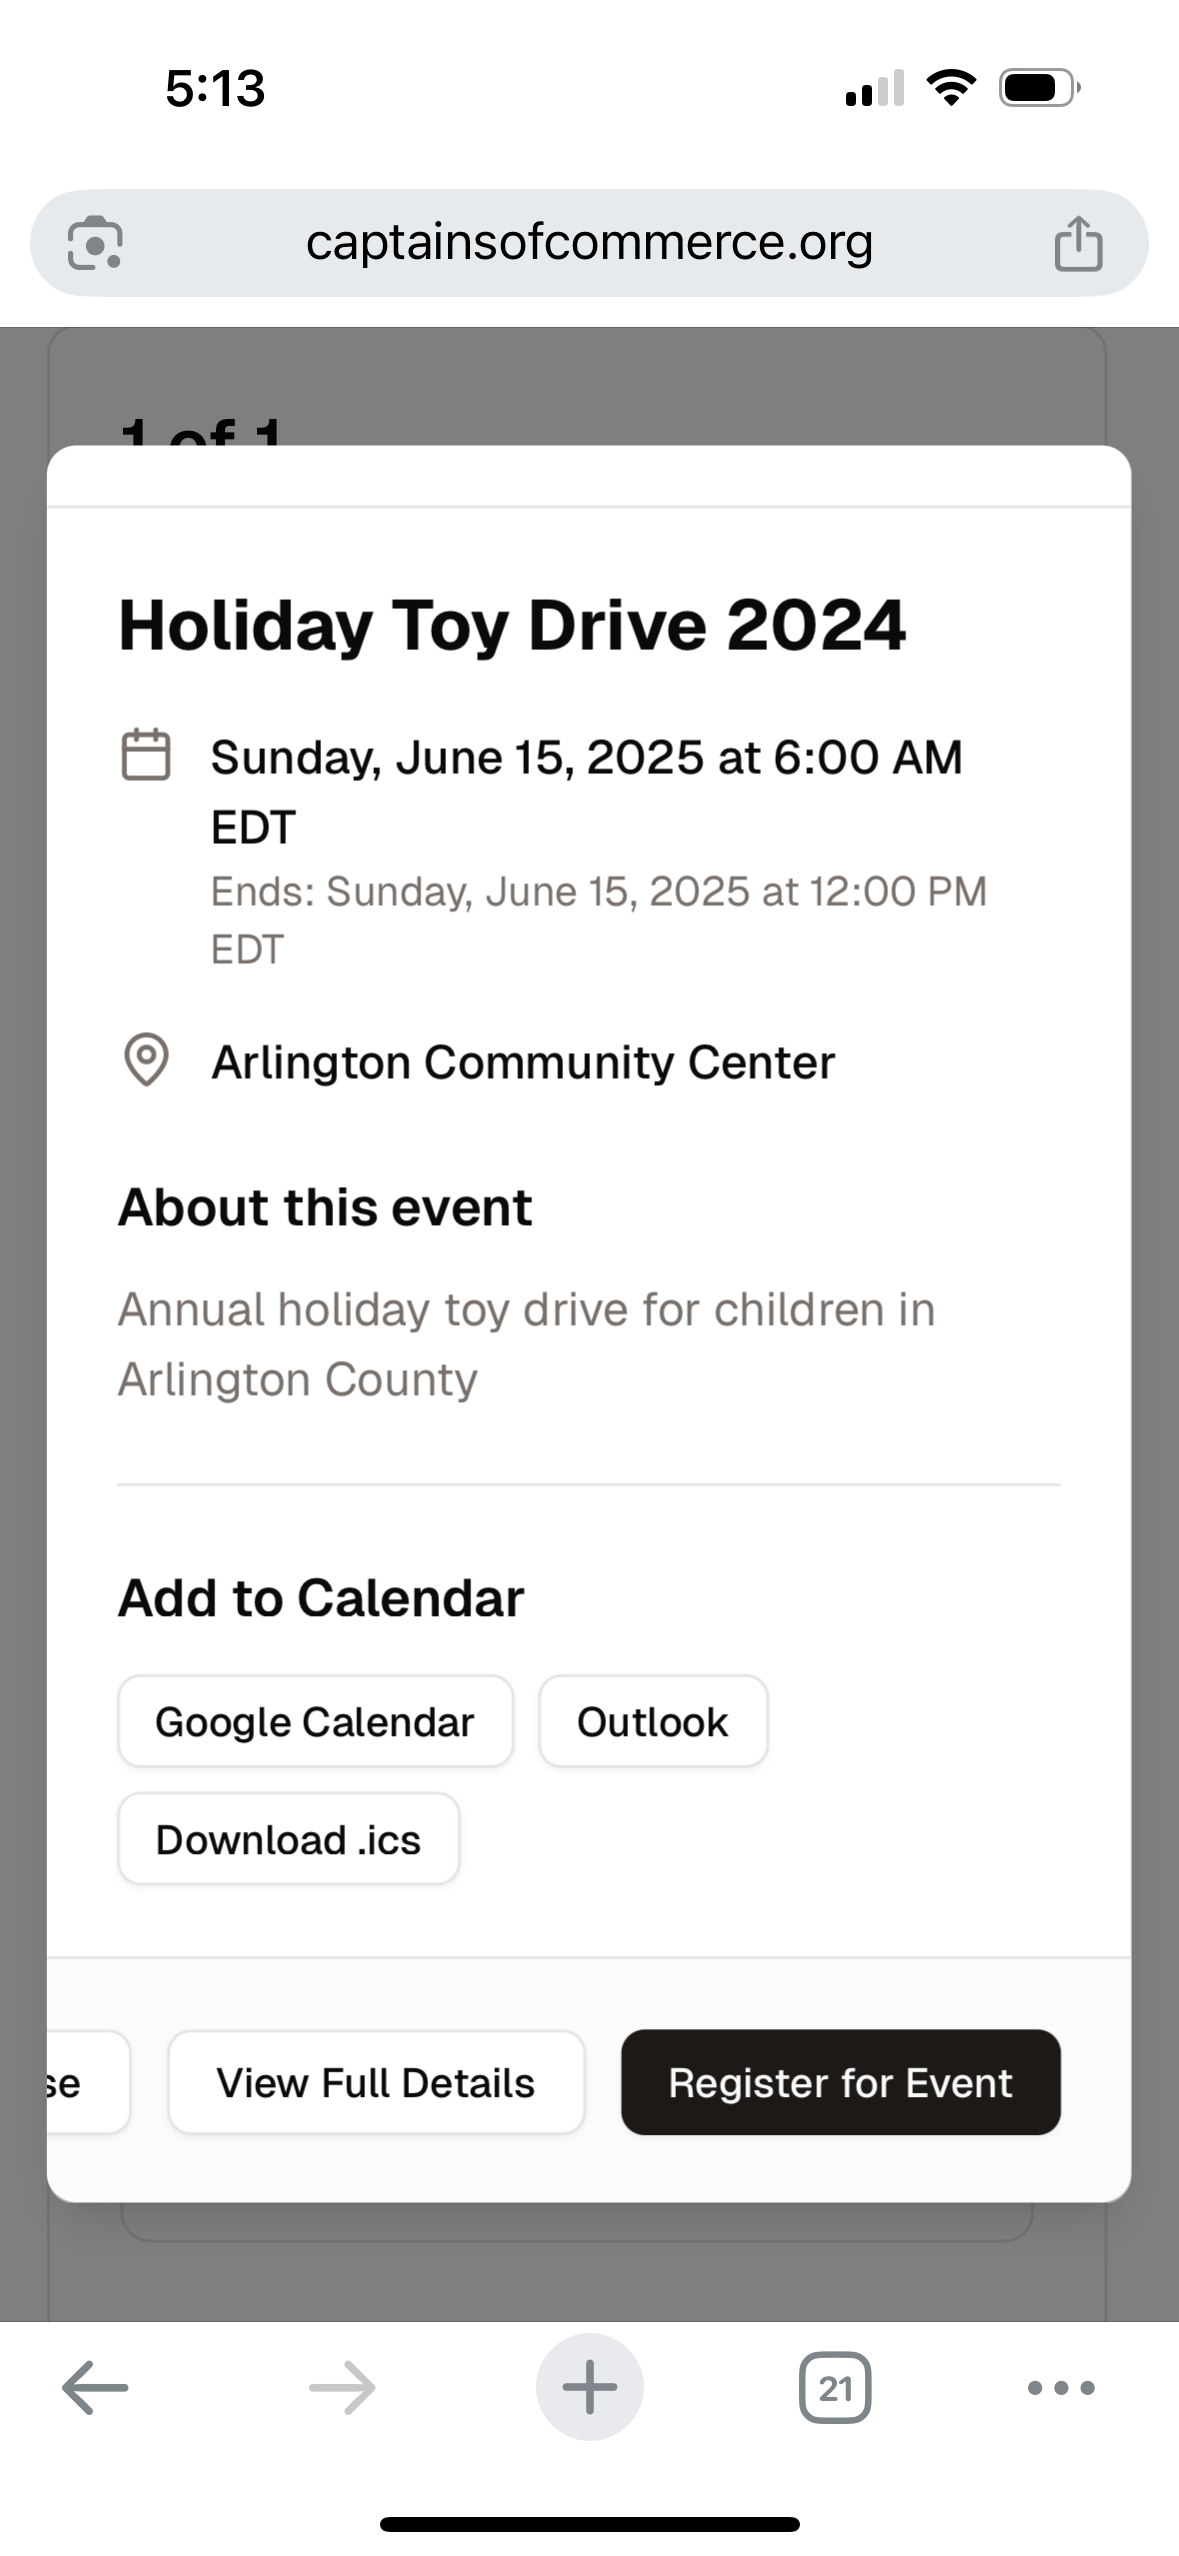 5:13
captainsofcommerce.org
1 of 1
Holiday Toy Drive 2024
Sunday, June 15, 2025 at 6:00 AM
EDT
Ends: Sunday, June 15, 2025 at 12:00 PM
EDT
Arlington Community Center
About this event
Annual holiday toy drive for children in
Arlington County
Add to Calendar
Google Calendar
Outlook
Download .ics
se
View Full Details
Register for Event
21